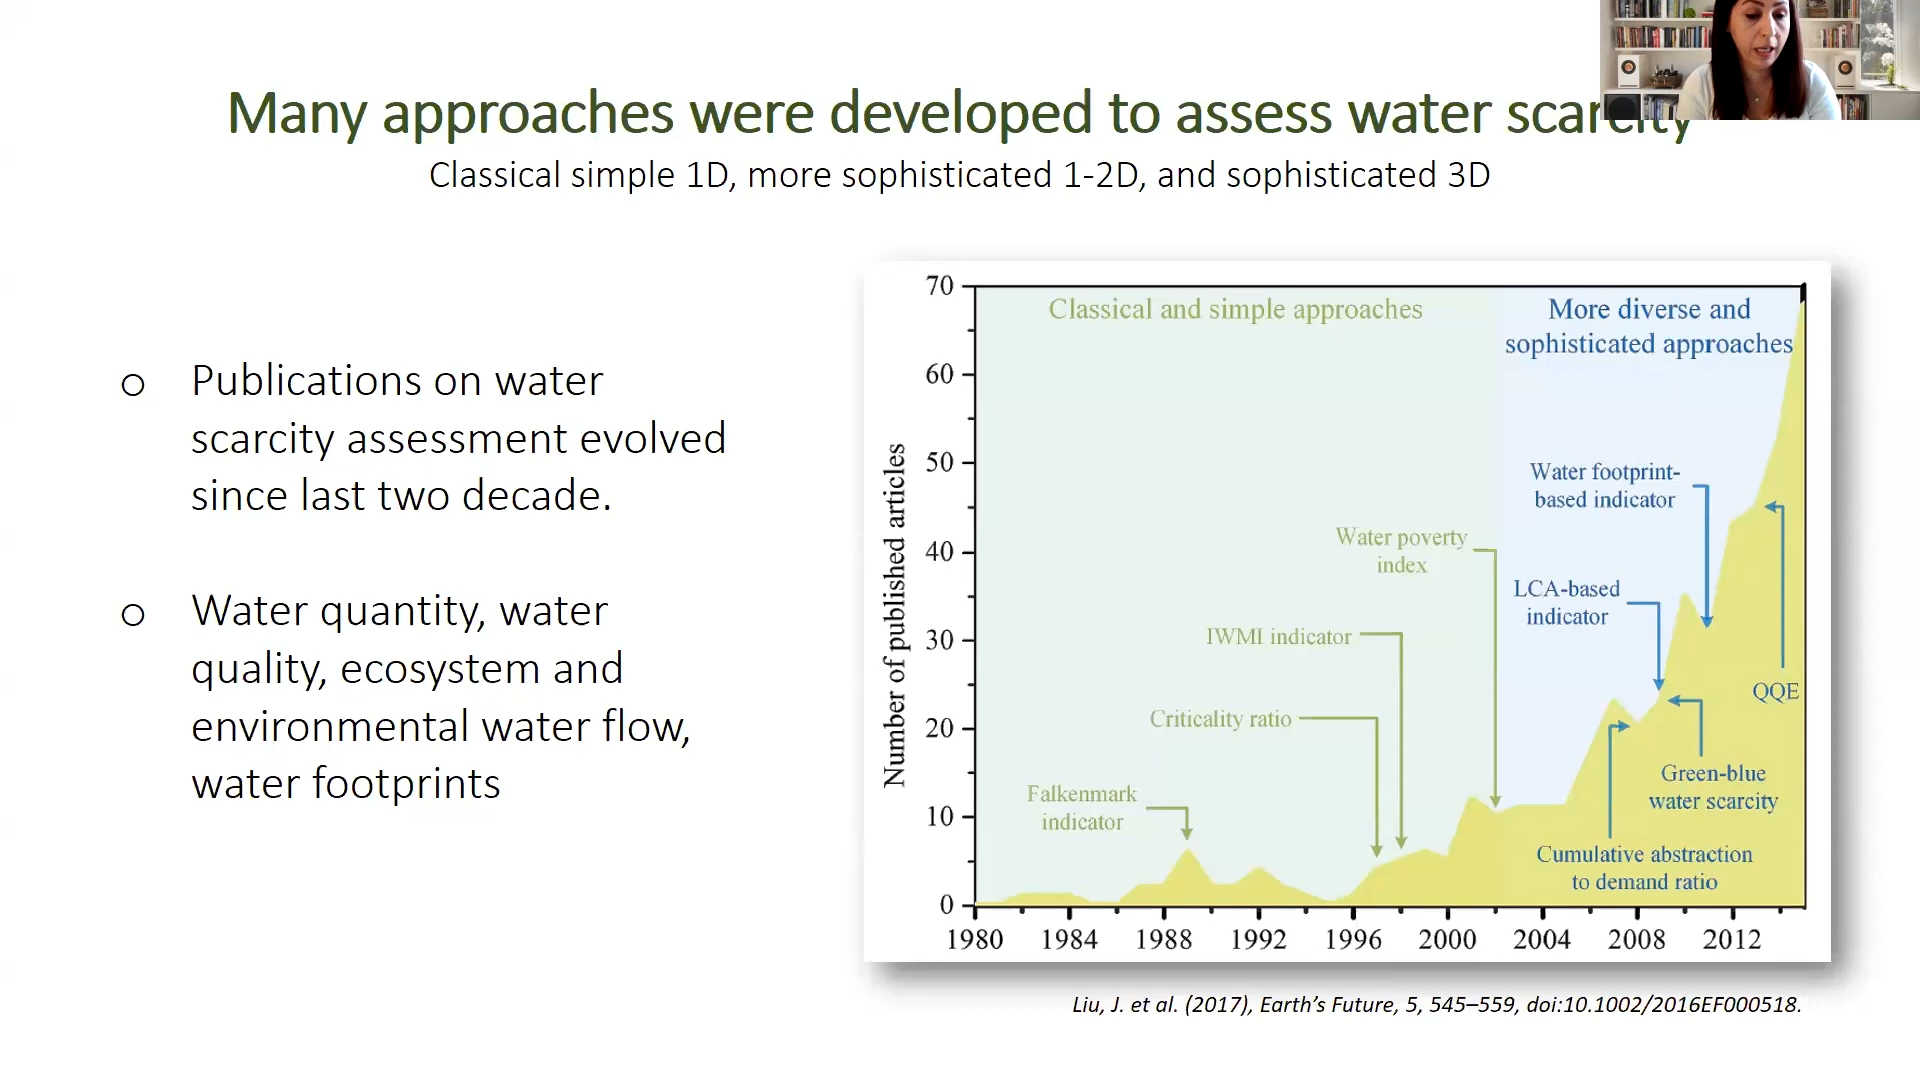 Many approaches were developed to assess water scarcity
Classical simple 1D, more sophisticated 1-2D, and sophisticated 3D
o Publications on water
scarcity assessment evolved
since last two decade.
o Water quantity, water
quality, ecosystem and
environmental water flow,
water footprints
Number of published articles
70
60
50
40
30
20
10
0
Classical and simple approaches
More diverse and
sophisticated approaches
Water footprint-
based indicator
Water poverty
index
LCA-based
indicator
IWMI indicator
QQE
Criticality ratio
Green-blue
water scarcity
Falkenmark
indicator
Cumulative abstraction
to demand ratio
1980 1984 1988 1992 1996 2000 2004 2008 2012
Liu, J. et al. (2017), Earth’s Future, 5, 545–559, doi:10.1002/2016EF000518.